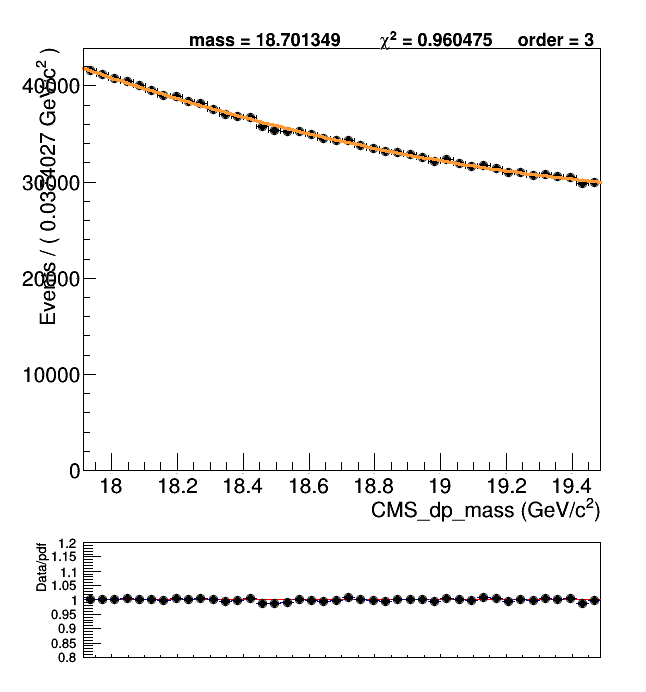 mass = 18.701349 χ² = 0.960475 order = 3
Events / ( 0.0374027 GeV/c² )
40000
30000
20000
10000
0
18 18.2 18.4 18.6 18.8 19 19.2 19.4
CMS_dp_mass (GeV/c²)
Data/pdf
1.2
1.15
1.1
1.05
1
0.95
0.9
0.85
0.8